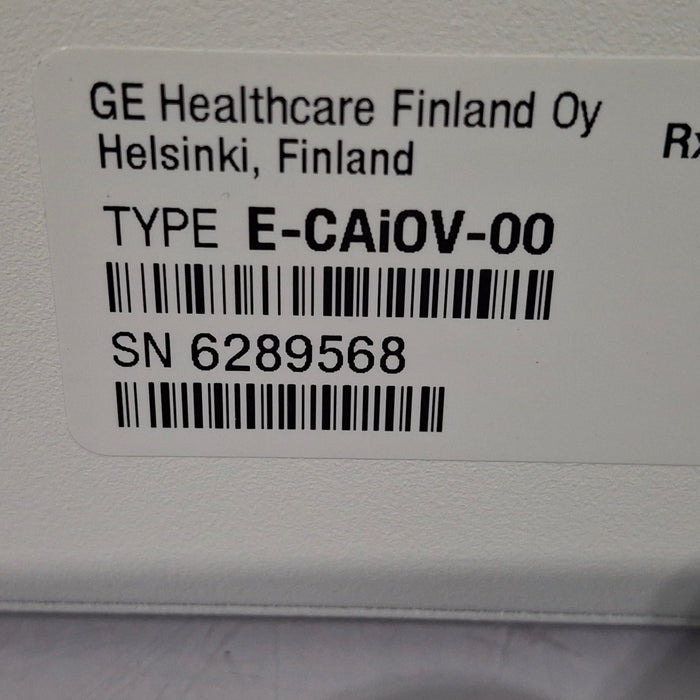 GE Healthcare Finland Oy
Rx
Helsinki, Finland
TYPE E-CAiOV-00
SN 6289568